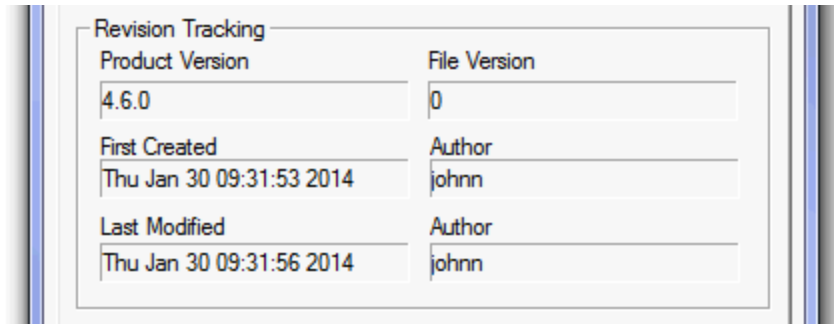 Revision Tracking
Product Version File Version
4.6.0 0
First Created Author
Thu Jan 30 09:31:53 2014 johnn
Last Modified Author
Thu Jan 30 09:31:56 2014 johnn